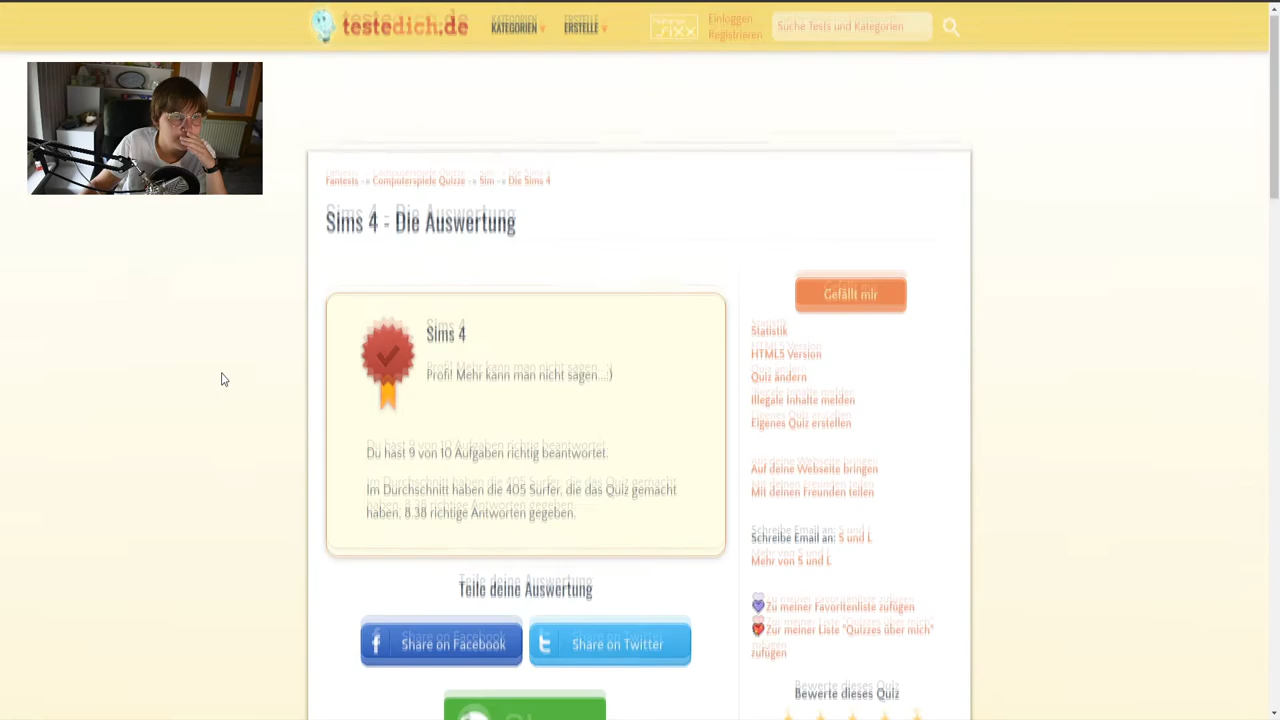 testedich.de
KATEGORIEN
ERSTELLE
sixx
Einloggen
Registrieren
Suche Tests und Kategorien
Fantests -» Computerspiele Quizze -» Sim -» Die Sims 4
Sims 4 - Die Auswertung
Sims 4
Profi! Mehr kann man nicht sagen...:)
Du hast 9 von 10 Aufgaben richtig beantwortet.
Im Durchschnitt haben die 405 Surfer, die das Quiz gemacht
haben, 8.38 richtige Antworten gegeben.
Teile deine Auswertung
Share on Facebook
Share on Twitter
Gefällt mir
Statistik
HTML5 Version
Quiz ändern
Illegale Inhalte melden
Eigenes Quiz erstellen
Auf deine Webseite bringen
Mit deinen Freunden teilen
Schreibe Email an: S und L
Mehr von S und L
Zu meiner Favoritenliste zufügen
Zur meiner Liste "Quizzes über mich"
zufügen
Bewerte dieses Quiz